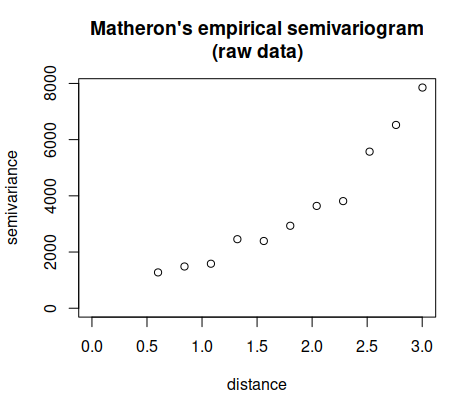 Matheron's empirical semivariogram
(raw data)
semivariance
8000
6000
4000
2000
0
0.0 0.5 1.0 1.5 2.0 2.5 3.0
distance